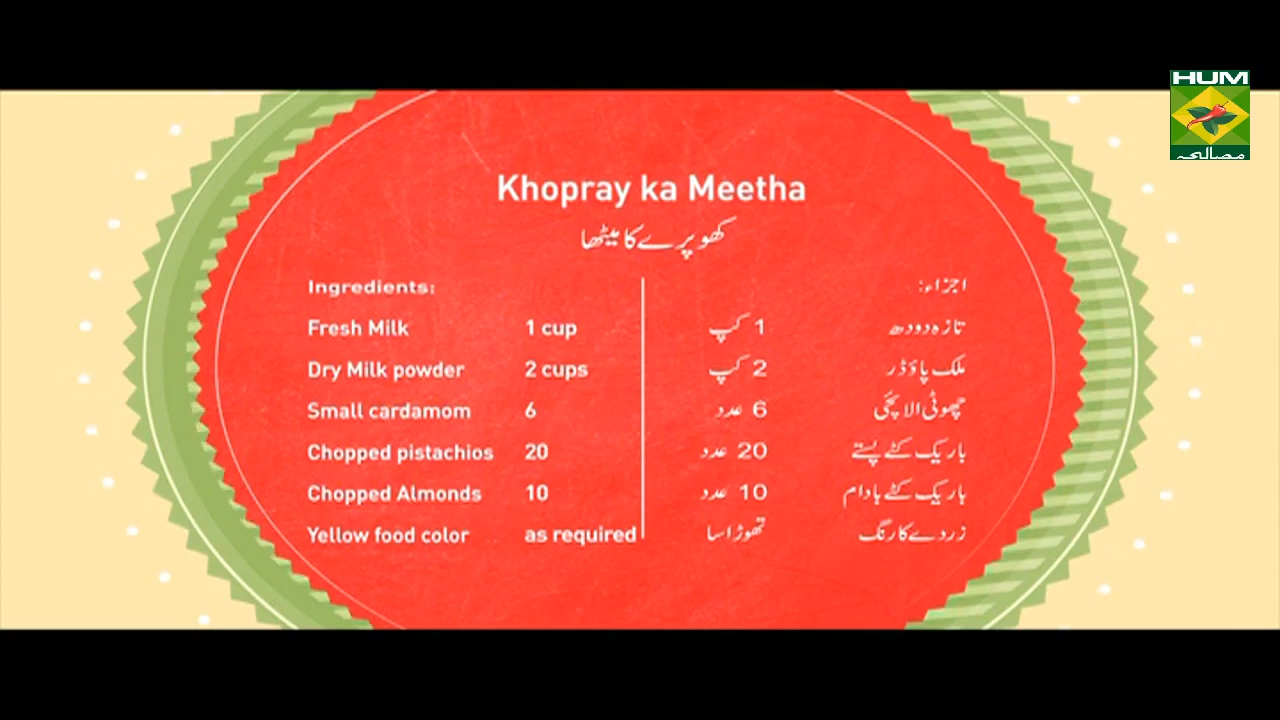 HUM
مصالحہ
Khopray ka Meetha
کھوپرے کا میٹھا
Ingredients:
Fresh Milk 1 cup
Dry Milk powder 2 cups
Small cardamom 6
Chopped pistachios 20
Chopped Almonds 10
Yellow food color as required
اجزاء:
تازہ دودھ 1 کپ
ملک پاؤڈر 2 کپ
چھوٹی الائچی 6 عدد
باریک کٹے پستے 20 عدد
باریک کٹے بادام 10 عدد
زردے کا رنگ تھوڑا سا